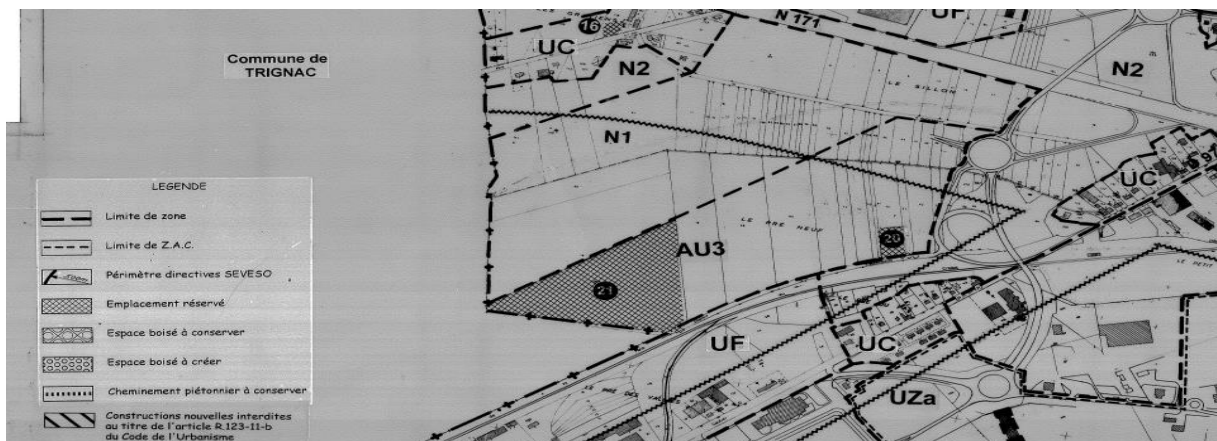 Commune de
TRIGNAC
16
UC
N2
N 171
UF
N2
LE SILLON
N1
UC
AU3
20
21
UF
UC
UZa
LE PETIT
LEGENDE
Limite de zone
Limite de Z.A.C.
Périmètre directives SEVESO
Emplacement réservé
Espace boisé à conserver
Espace boisé à créer
Cheminement piétonnier à conserver
Constructions nouvelles interdites
au titre de l'article R.123-11-b
du Code de l'Urbanisme